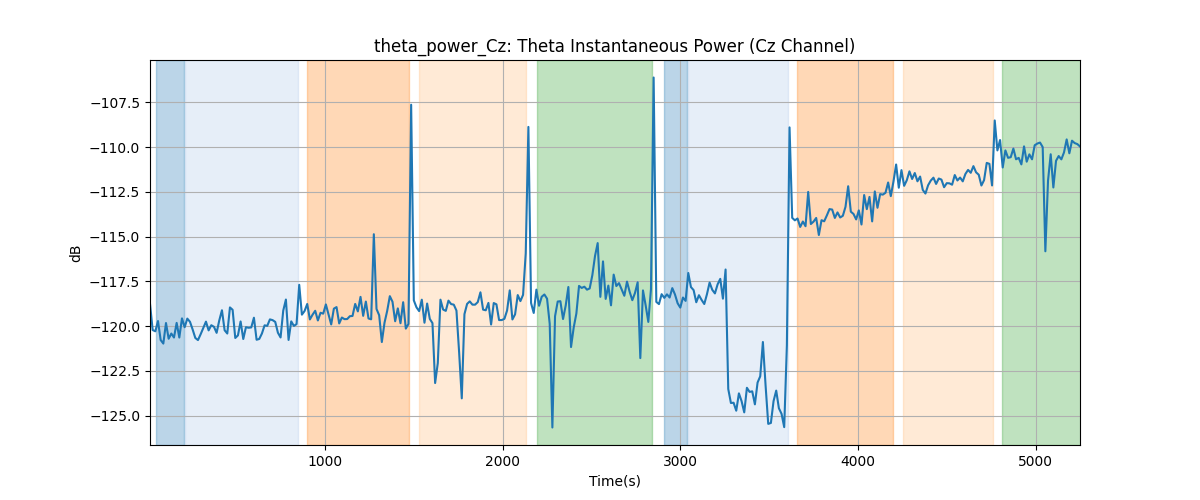 theta_power_Cz: Theta Instantaneous Power (Cz Channel)
dB
−107.5
−110.0
−112.5
−115.0
−117.5
−120.0
−122.5
−125.0
1000 2000 3000 4000 5000
Time(s)